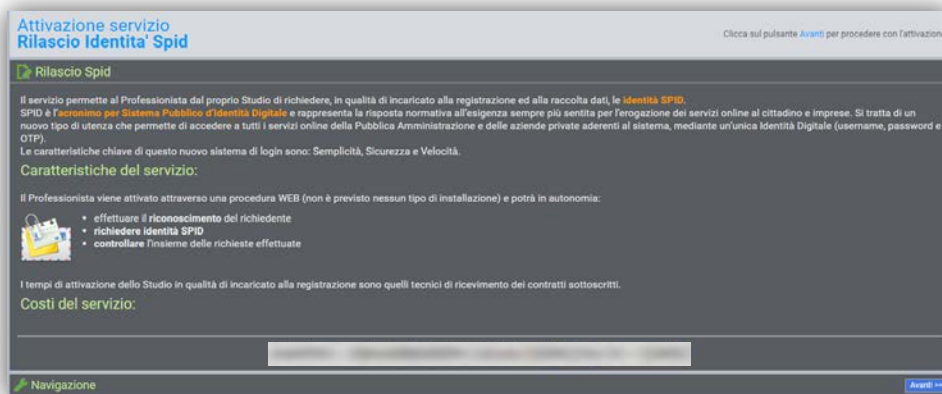 Attivazione servizio
Rilascio Identita' Spid
Clicca sul pulsante Avanti per procedere con l'attivazion
Rilascio Spid
Il servizio permette al Professionista dal proprio Studio di richiedere, in qualità di incaricato alla registrazione ed alla raccolta dati, le identità SPID.
SPID è l'acronimo per Sistema Pubblico d'Identità Digitale e rappresenta la risposta normativa all'esigenza sempre più sentita per l'erogazione dei servizi online al cittadino e imprese. Si tratta di un
nuovo tipo di utenza che permette di accedere a tutti i servizi online della Pubblica Amministrazione e delle aziende private aderenti al sistema, mediante un'unica Identità Digitale (username, password e
OTP).
Le caratteristiche chiave di questo nuovo sistema di login sono: Semplicità, Sicurezza e Velocità.
Caratteristiche del servizio:
Il Professionista viene attivato attraverso una procedura WEB (non è previsto nessun tipo di installazione) e potrà in autonomia:
• effettuare il riconoscimento del richiedente
• richiedere identità SPID
• controllare l'insieme delle richieste effettuate
I tempi di attivazione dello Studio in qualità di incaricato alla registrazione sono quelli tecnici di ricevimento dei contratti sottoscritti.
Costi del servizio:
Navigazione
Avanti >>